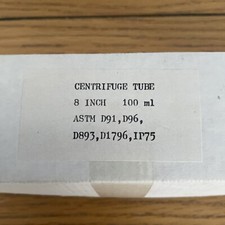 CENTRIFUGE TUBE
8 INCH 100 ml
ASTM D91,D96,
D893,D1796,IP75